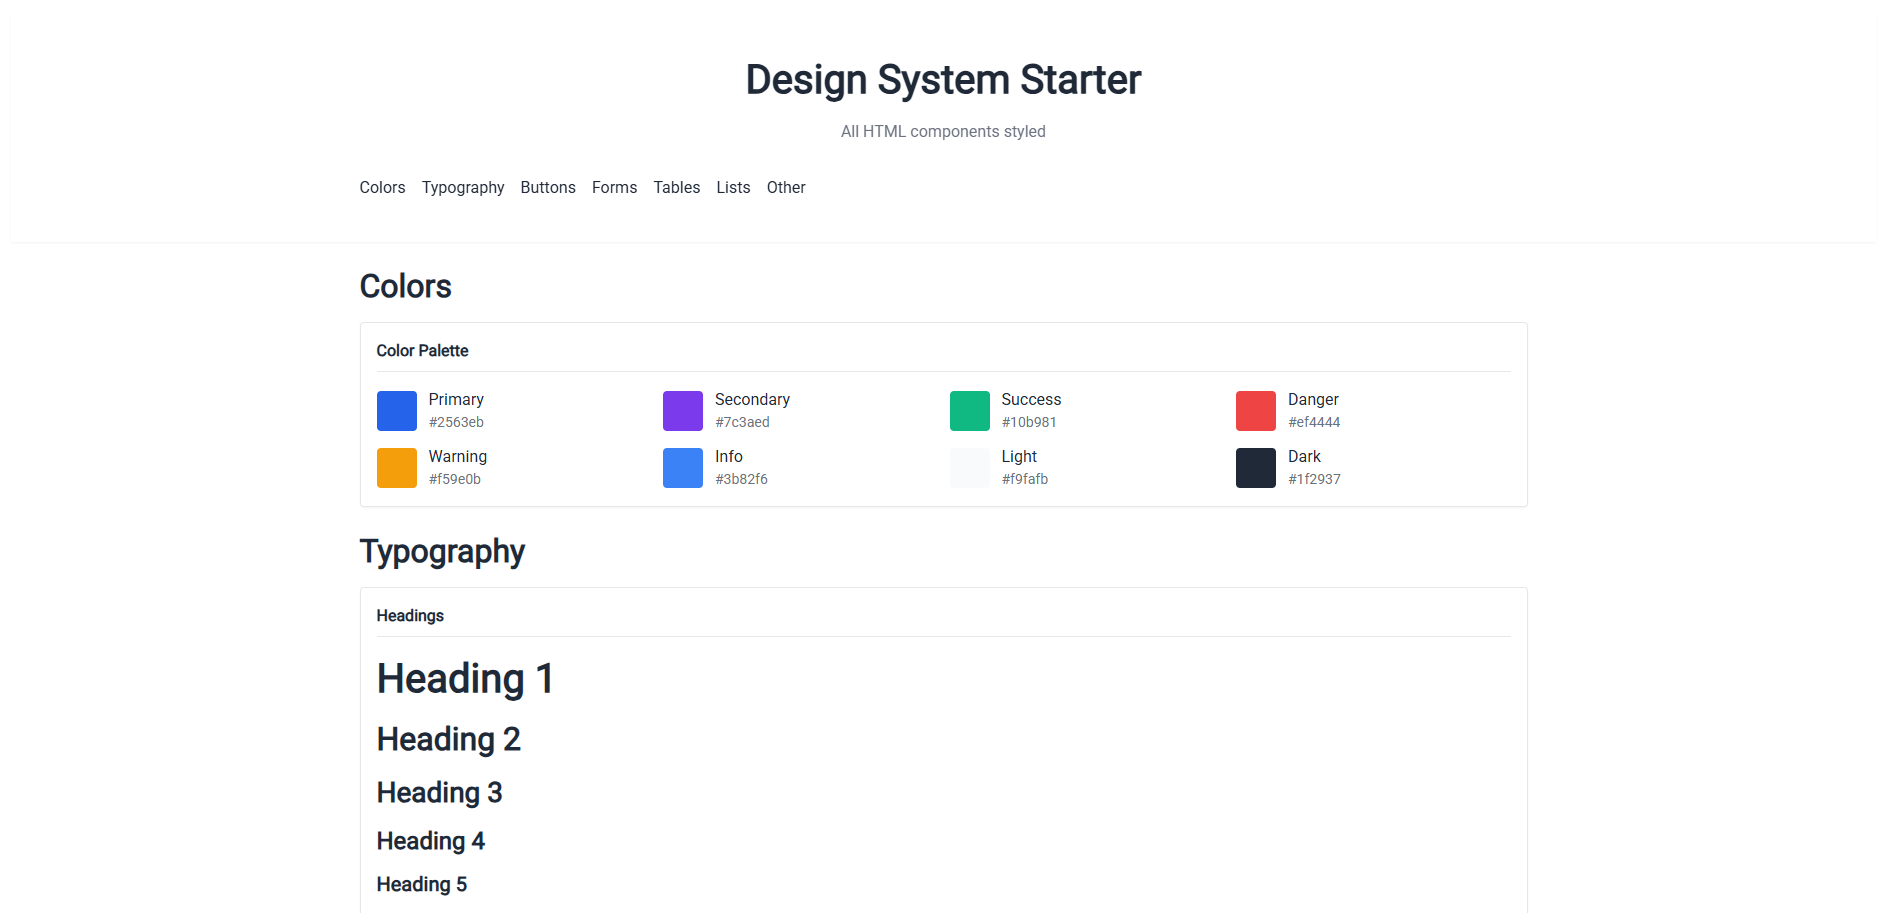 Design System Starter
All HTML components styled
Colors Typography Buttons Forms Tables Lists Other
Colors
Color Palette
Primary
#2563eb
Secondary
#7c3aed
Success
#10b981
Danger
#ef4444
Warning
#f59e0b
Info
#3b82f6
Light
#f9fafb
Dark
#1f2937
Typography
Headings
Heading 1
Heading 2
Heading 3
Heading 4
Heading 5